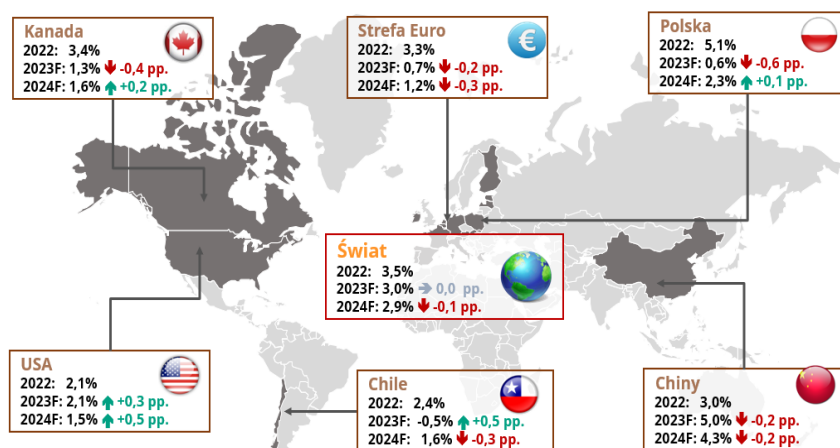 Kanada
2022: 3,4%
2023F: 1,3% -0,4 pp.
2024F: 1,6% +0,2 pp.
Strefa Euro
€
2022: 3,3%
2023F: 0,7% -0,2 pp.
2024F: 1,2% -0,3 pp.
Polska
2022: 5,1%
2023F: 0,6% -0,6 pp.
2024F: 2,3% +0,1 pp.
Świat
2022: 3,5%
2023F: 3,0% 0,0 pp.
2024F: 2,9% -0,1 pp.
USA
2022: 2,1%
2023F: 2,1% +0,3 pp.
2024F: 1,5% +0,5 pp.
Chile
2022: 2,4%
2023F: -0,5% +0,5 pp.
2024F: 1,6% -0,3 pp.
Chiny
2022: 3,0%
2023F: 5,0% -0,2 pp.
2024F: 4,3% -0,2 pp.